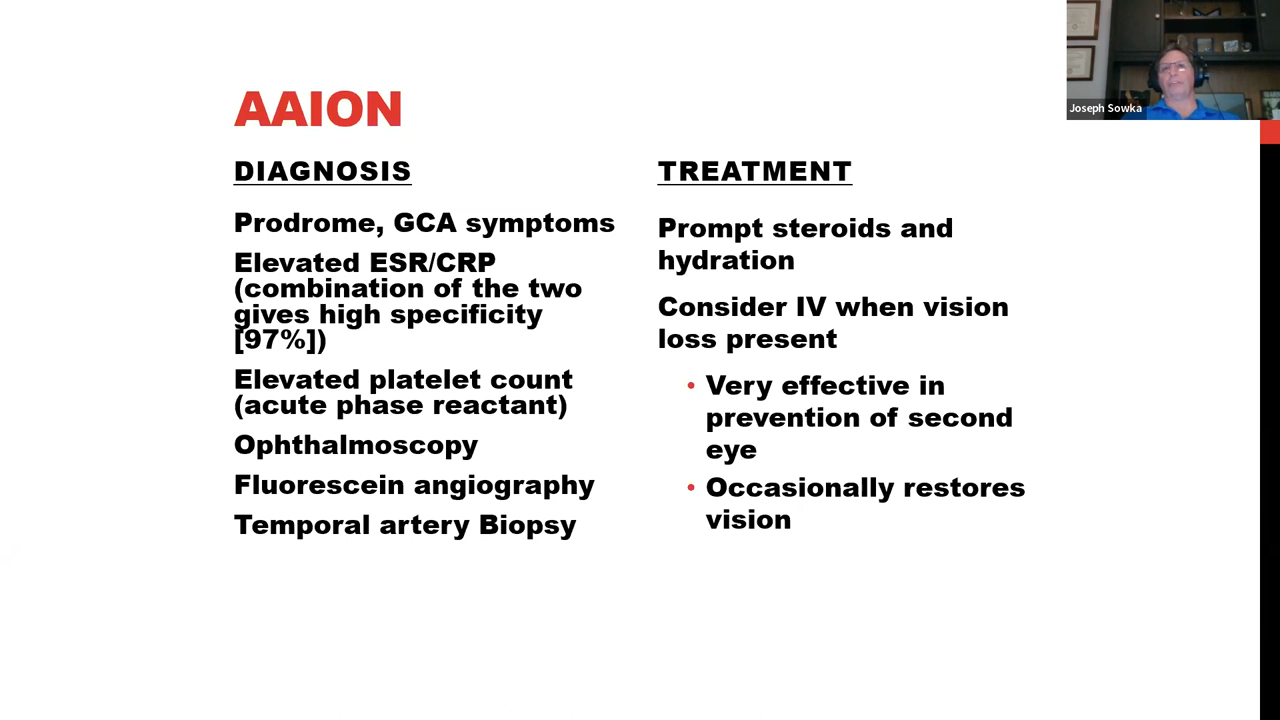 AAION
DIAGNOSIS
Prodrome, GCA symptoms
Elevated ESR/CRP
(combination of the two
gives high specificity
[97%])
Elevated platelet count
(acute phase reactant)
Ophthalmoscopy
Fluorescein angiography
Temporal artery Biopsy
TREATMENT
Prompt steroids and
hydration
Consider IV when vision
loss present
• Very effective in
prevention of second
eye
• Occasionally restores
vision
Joseph Sowka